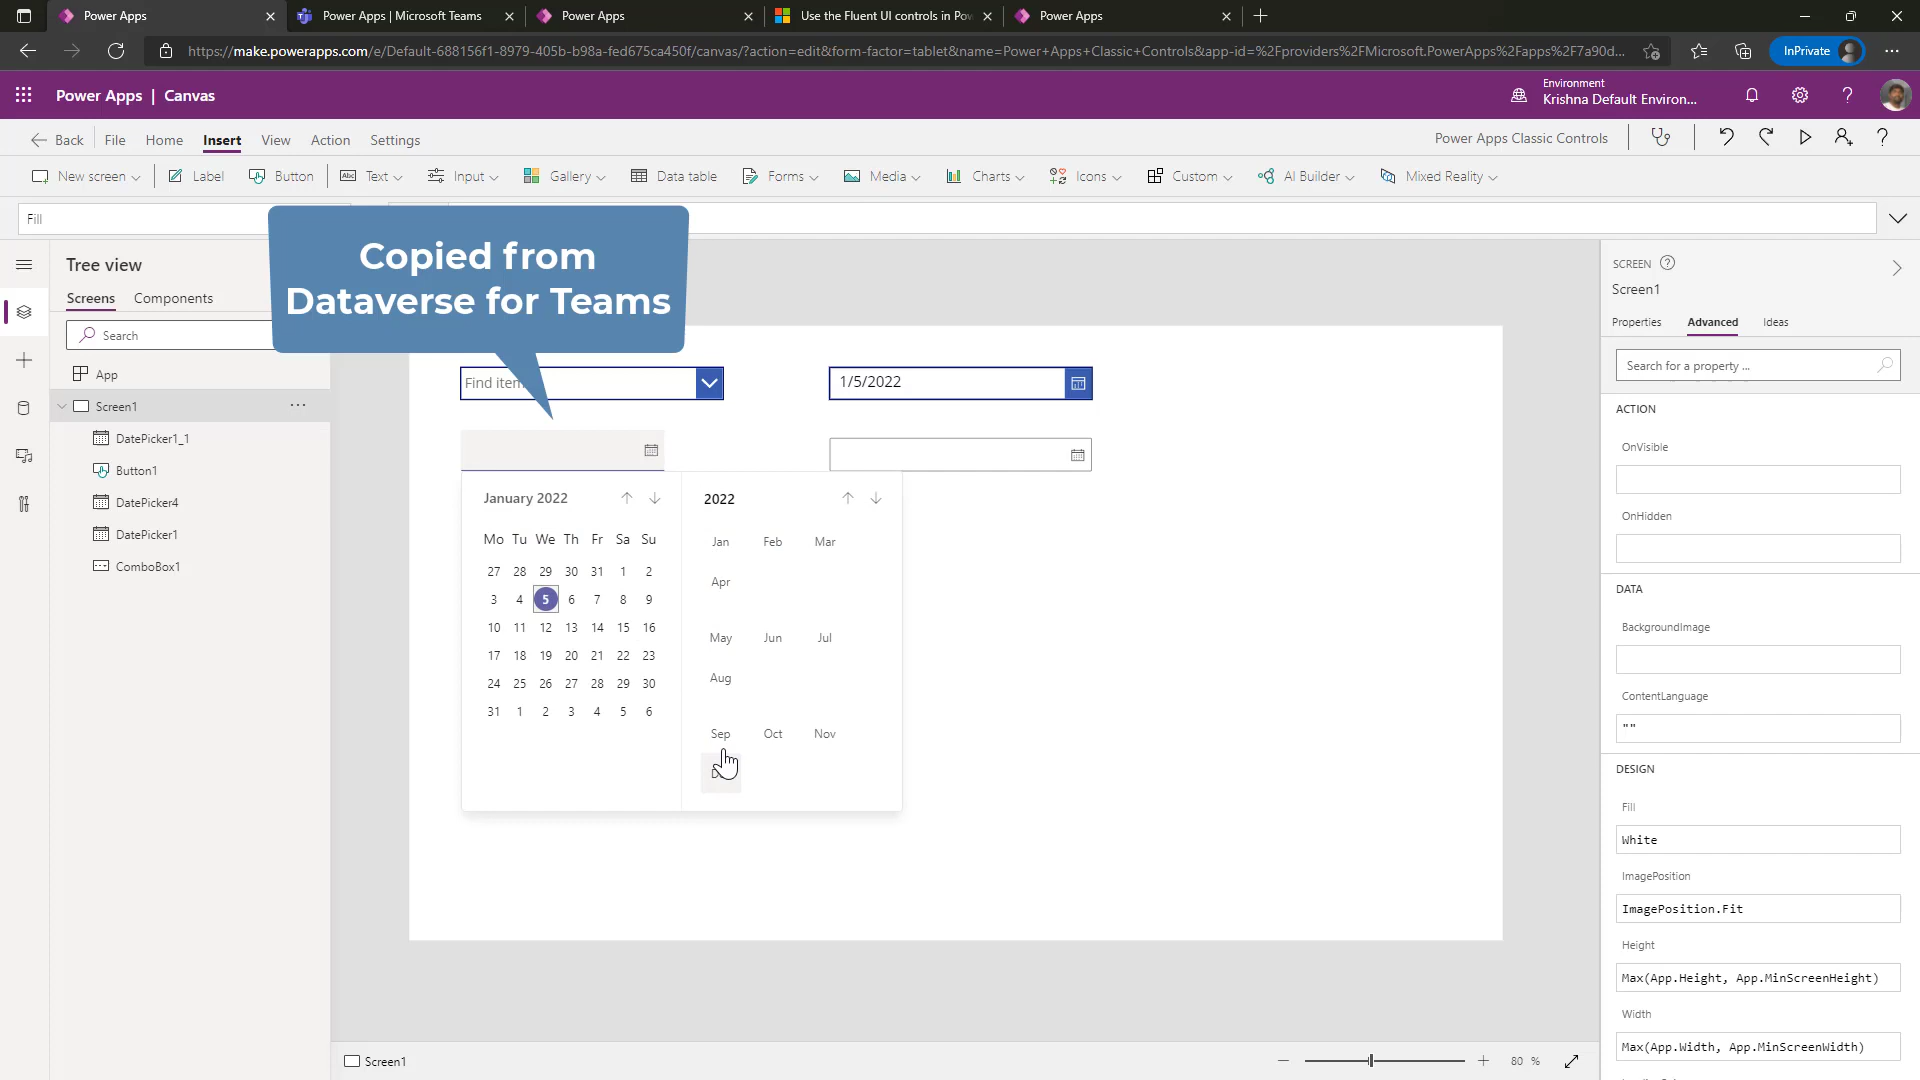 Power Apps
Power Apps | Microsoft Teams
Power Apps
Use the Fluent UI controls in Pow
Power Apps
https://make.powerapps.com/e/Default-688156f1-8979-405b-b98a-fed675ca450f/canvas/?action=edit&form-factor=tablet&name=Power+Apps+Classic+Controls&app-id=%2Fproviders%2FMicrosoft.PowerApps%2Fapps%2F7a90d...
InPrivate
Power Apps | Canvas
Environment
Krishna Default Environ...
Back
File
Home
Insert
View
Action
Settings
Power Apps Classic Controls
New screen
Label
Button
Text
Input
Gallery
Data table
Forms
Media
Charts
Icons
Custom
AI Builder
Mixed Reality
Fill
Copied from
Dataverse for Teams
Tree view
Screens
Components
Search
App
Screen1
DatePicker1_1
Button1
DatePicker4
DatePicker1
ComboBox1
Find item
1/5/2022
January 2022
Mo Tu We Th Fr Sa Su
27 28 29 30 31 1 2
3 4 5 6 7 8 9
10 11 12 13 14 15 16
17 18 19 20 21 22 23
24 25 26 27 28 29 30
31 1 2 3 4 5 6
2022
Jan Feb Mar
Apr
May Jun Jul
Aug
Sep Oct Nov
SCREEN
Screen1
Properties
Advanced
Ideas
Search for a property ...
ACTION
OnVisible
OnHidden
DATA
BackgroundImage
ContentLanguage
""
DESIGN
Fill
White
ImagePosition
ImagePosition.Fit
Height
Max(App.Height, App.MinScreenHeight)
Width
Max(App.Width, App.MinScreenWidth)
Screen1
80 %